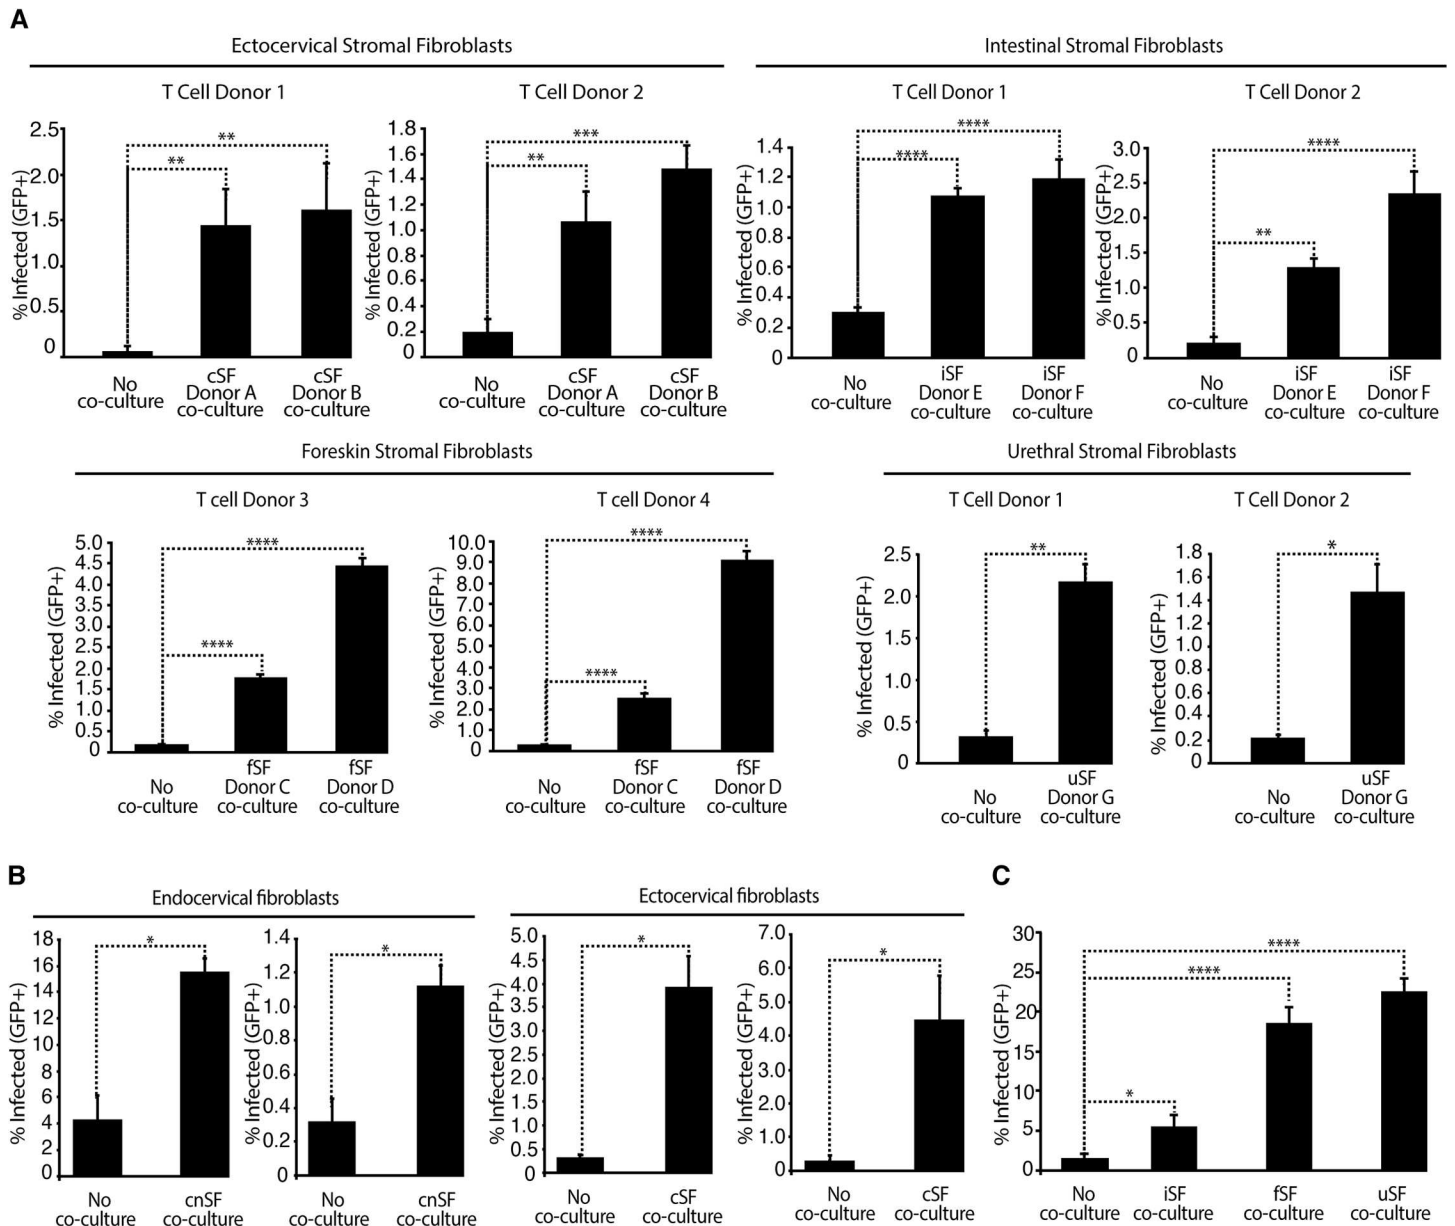 A
Ectocervical Stromal Fibroblasts
T Cell Donor 1
% Infected (GFP+)
2.5
2.0
1.5
1.0
0.5
0
**
**
No
co-culture
cSF
Donor A
co-culture
cSF
Donor B
co-culture
T Cell Donor 2
% Infected (GFP+)
1.8
1.6
1.4
1.2
1.0
0.8
0.6
0.4
0.2
0
***
**
No
co-culture
cSF
Donor A
co-culture
cSF
Donor B
co-culture
Intestinal Stromal Fibroblasts
T Cell Donor 1
% Infected (GFP+)
1.4
1.2
1.0
0.8
0.6
0.4
0.2
0
****
****
No
co-culture
iSF
Donor E
co-culture
iSF
Donor F
co-culture
T Cell Donor 2
% Infected (GFP+)
3.0
2.5
2.0
1.5
1.0
0.5
0
****
**
No
co-culture
iSF
Donor E
co-culture
iSF
Donor F
co-culture
Foreskin Stromal Fibroblasts
T cell Donor 3
% Infected (GFP+)
5.0
4.5
4.0
3.5
3.0
2.5
2.0
1.5
1.0
0.5
0
****
****
No
co-culture
fSF
Donor C
co-culture
fSF
Donor D
co-culture
T cell Donor 4
% Infected (GFP+)
10.0
9.0
8.0
7.0
6.0
5.0
4.0
3.0
2.0
1.0
0
****
****
No
co-culture
fSF
Donor C
co-culture
fSF
Donor D
co-culture
Urethral Stromal Fibroblasts
T Cell Donor 1
% Infected (GFP+)
2.5
2.0
1.5
1.0
0.5
0
**
No
co-culture
uSF
Donor G
co-culture
T Cell Donor 2
% Infected (GFP+)
1.8
1.6
1.4
1.2
1.0
0.8
0.6
0.4
0.2
0
*
No
co-culture
uSF
Donor G
co-culture
B
Endocervical fibroblasts
% Infected (GFP+)
18
16
14
12
10
8
6
4
2
0
*
No
co-culture
cnSF
co-culture
% Infected (GFP+)
1.4
1.2
1.0
0.8
0.6
0.4
0.2
0
*
No
co-culture
cnSF
co-culture
Ectocervical fibroblasts
% Infected (GFP+)
5.0
4.5
4.0
3.5
3.0
2.5
2.0
1.5
1.0
0.5
0
*
No
co-culture
cSF
co-culture
% Infected (GFP+)
7.0
6.0
5.0
4.0
3.0
2.0
1.0
0
*
No
co-culture
cSF
co-culture
C
% Infected (GFP+)
30
25
20
15
10
5
0
****
****
*
No
co-culture
iSF
co-culture
fSF
co-culture
uSF
co-culture